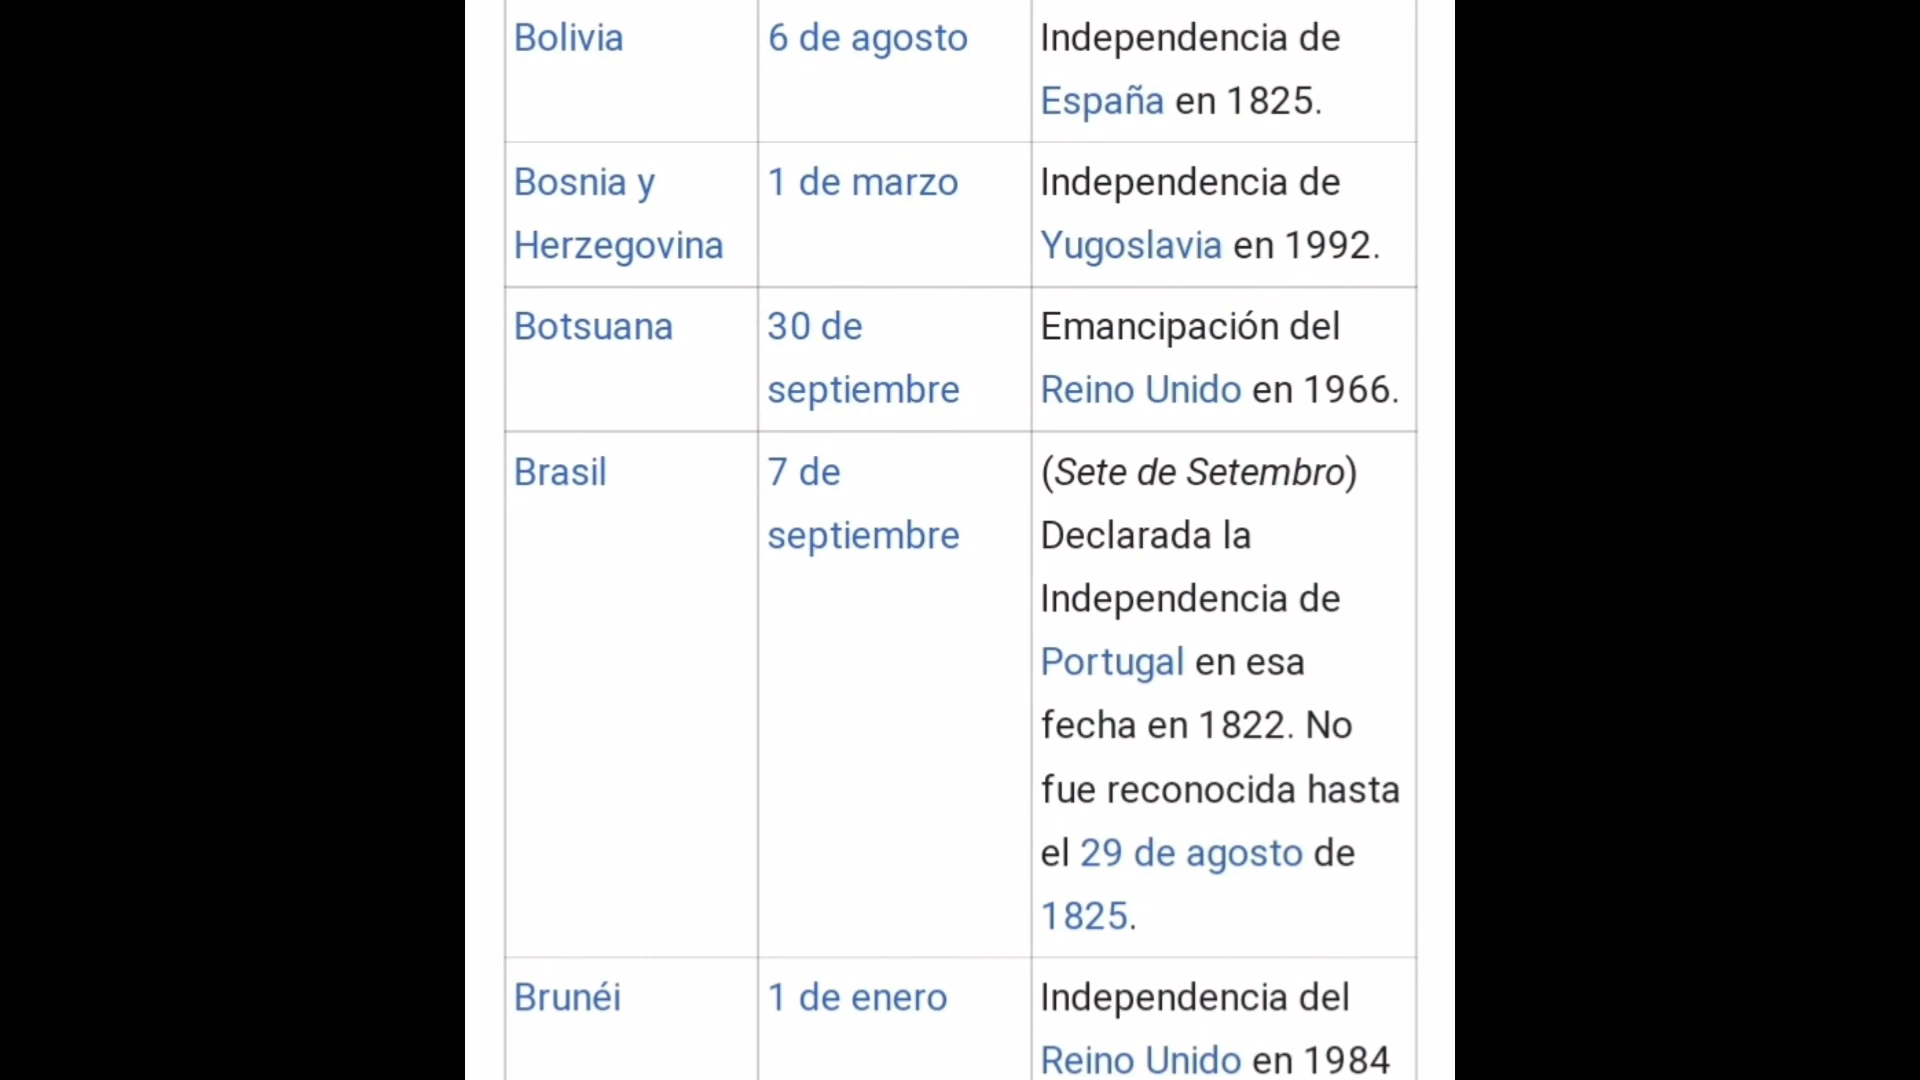 Bolivia
6 de agosto
Independencia de
España en 1825.
Bosnia y
Herzegovina
1 de marzo
Independencia de
Yugoslavia en 1992.
Botsuana
30 de
septiembre
Emancipación del
Reino Unido en 1966.
Brasil
7 de
septiembre
(Sete de Setembro)
Declarada la
Independencia de
Portugal en esa
fecha en 1822. No
fue reconocida hasta
el 29 de agosto de
1825.
Brunéi
1 de enero
Independencia del
Reino Unido en 1984